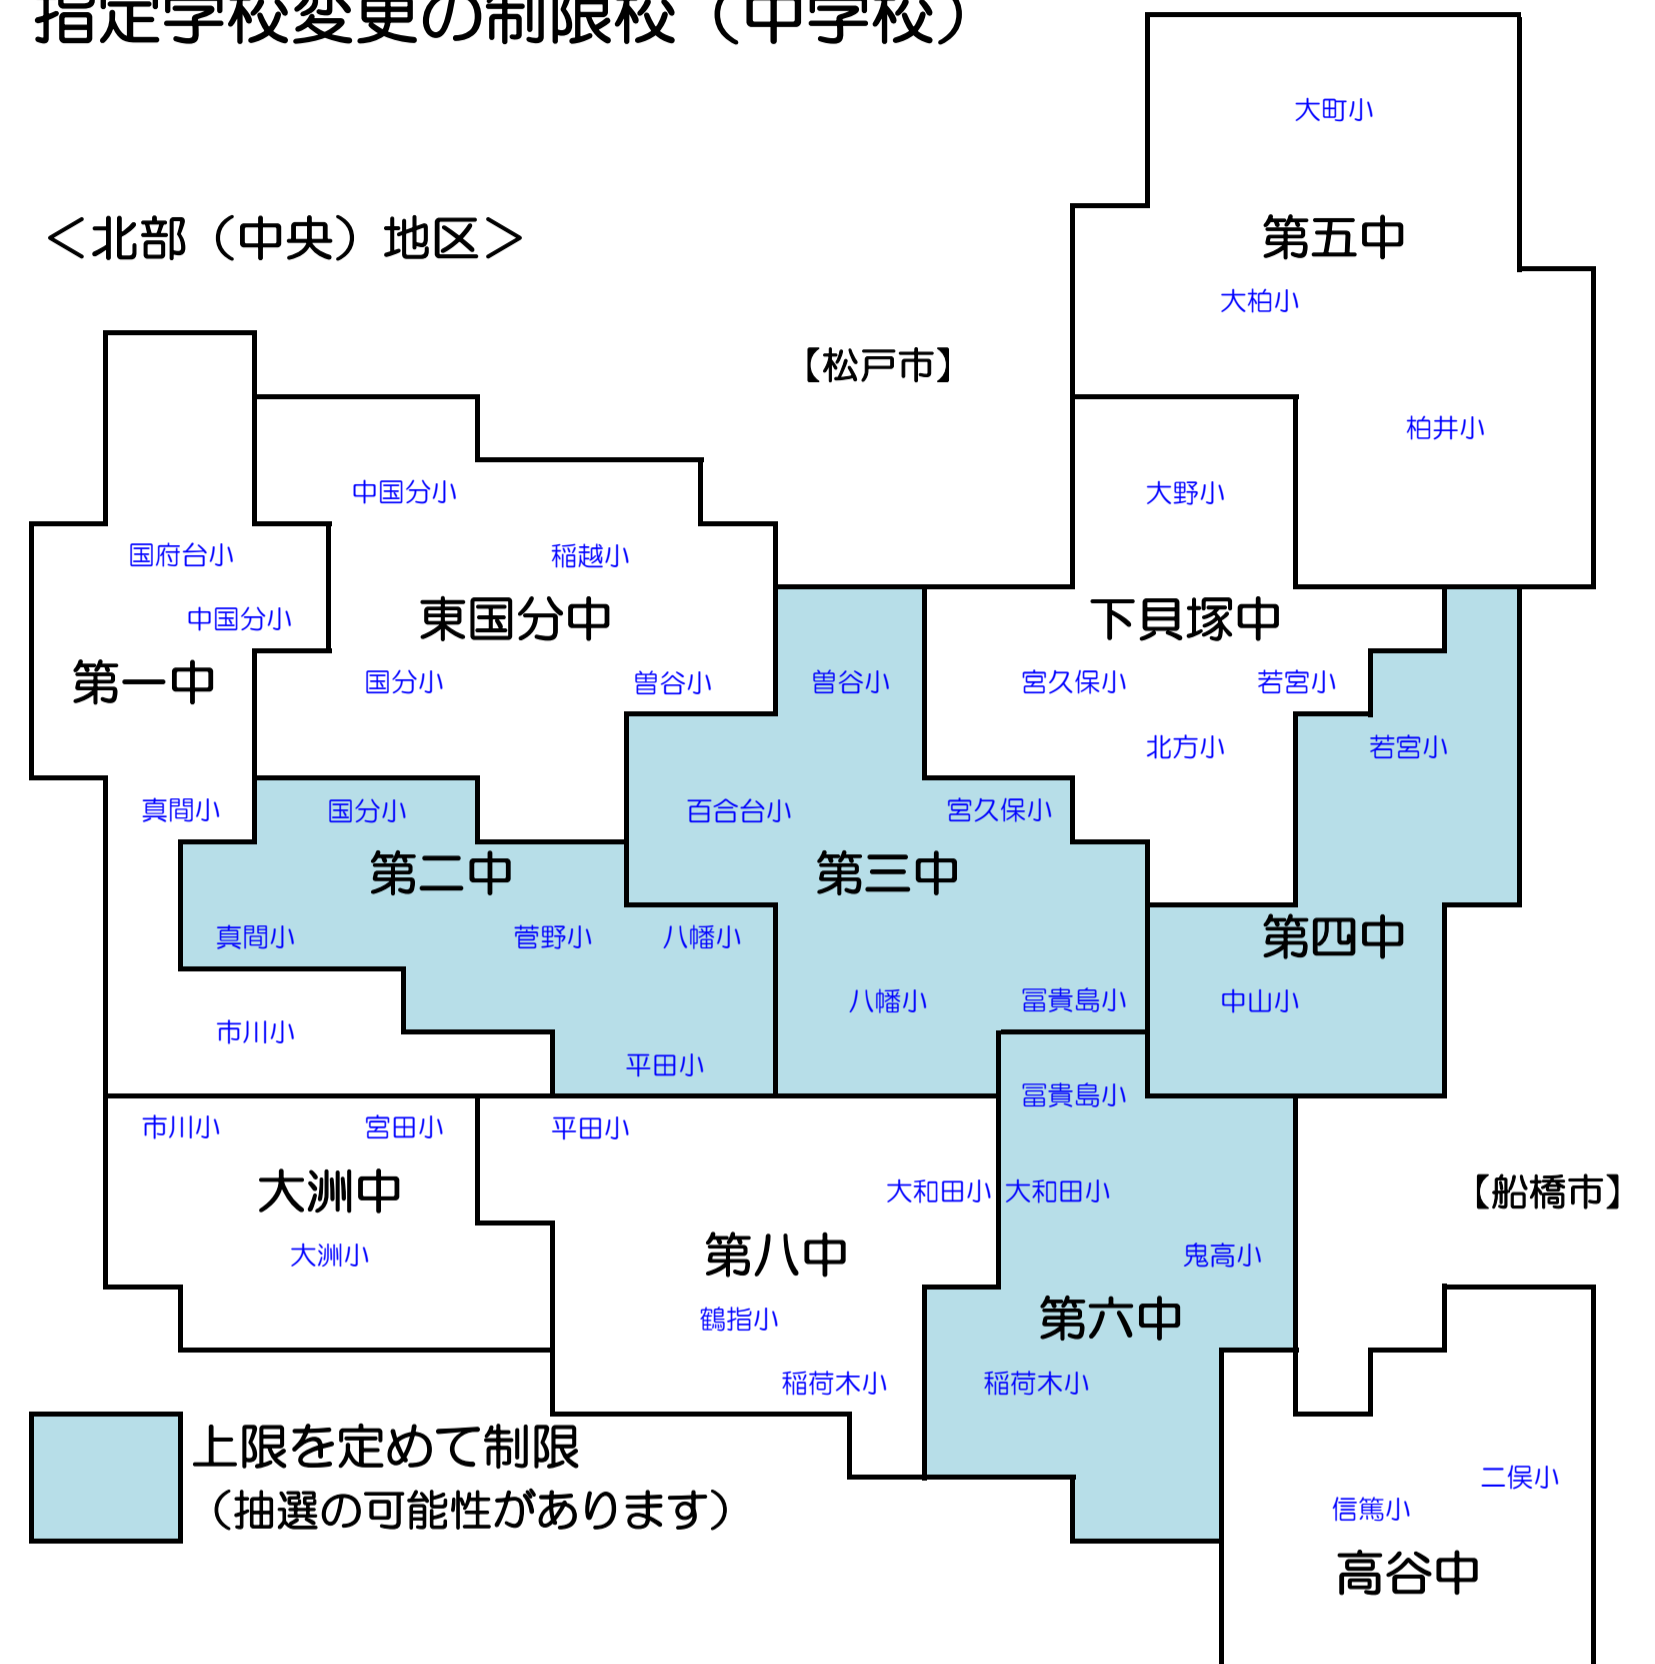 指定学校変更の制限校（中学校）
大町小
＜北部（中央）地区＞
第五中
大柏小
【松戸市】
柏井小
中国分小
大野小
国府台小
稲越小
中国分小
東国分中
下貝塚中
第一中
国分小
曽谷小
曽谷小
宮久保小
若宮小
北方小
若宮小
真間小
国分小
百合台小
宮久保小
第二中
第三中
真間小
菅野小
八幡小
第四中
八幡小
冨貴島小
中山小
市川小
平田小
冨貴島小
市川小
宮田小
平田小
大洲中
大和田小
大和田小
【船橋市】
大洲小
第八中
鬼高小
鶴指小
第六中
稲荷木小
稲荷木小
上限を定めて制限
（抽選の可能性があります）
二俣小
信篤小
高谷中